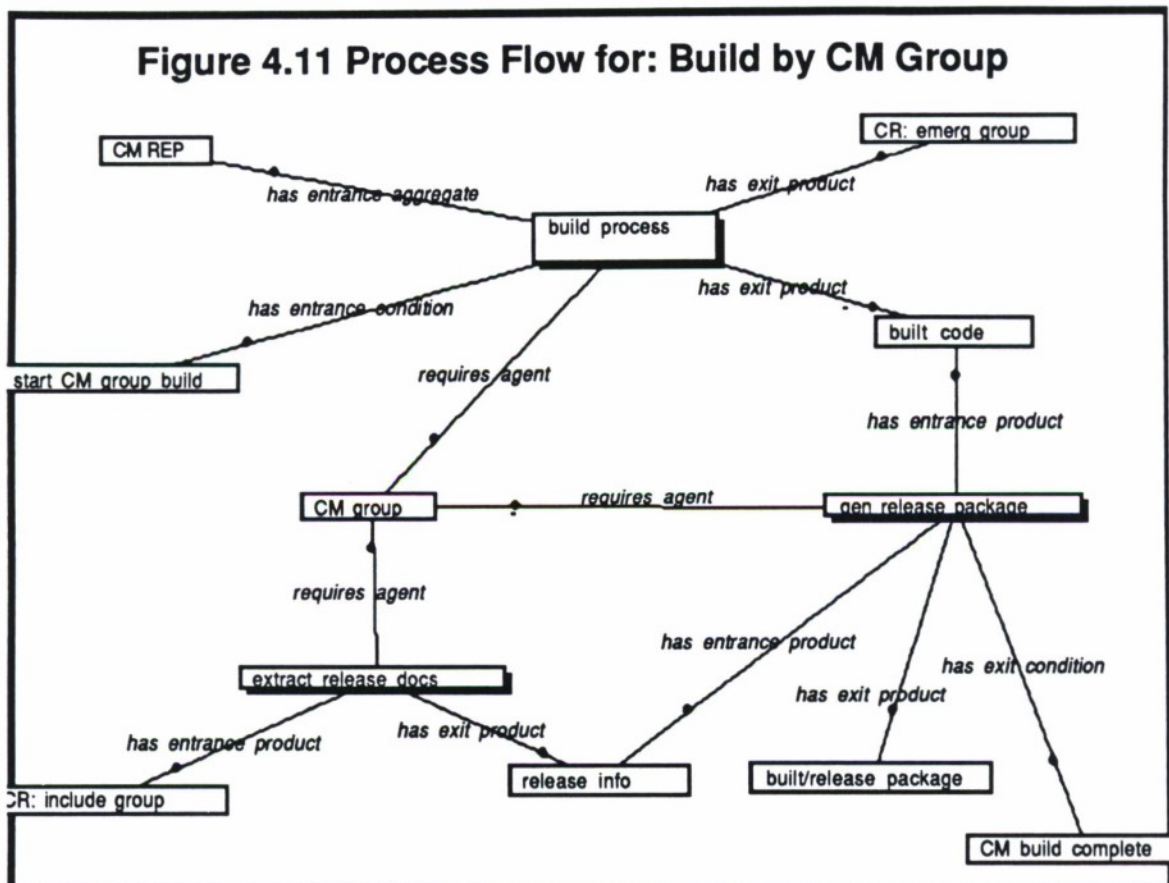 Figure 4.11 Process Flow for: Build by CM Group
CR: emerg group
CM REP
has exit product
has entrance aggregate
build process
has exit product
has entrance condition
built code
start CM group build
requires agent
has entrance product
CM group
requires agent
gen release package
requires agent
has entrance product
extract release docs
has exit condition
has exit product
has exit product
has entrance product
release info
built/release package
CR: include group
CM build complete